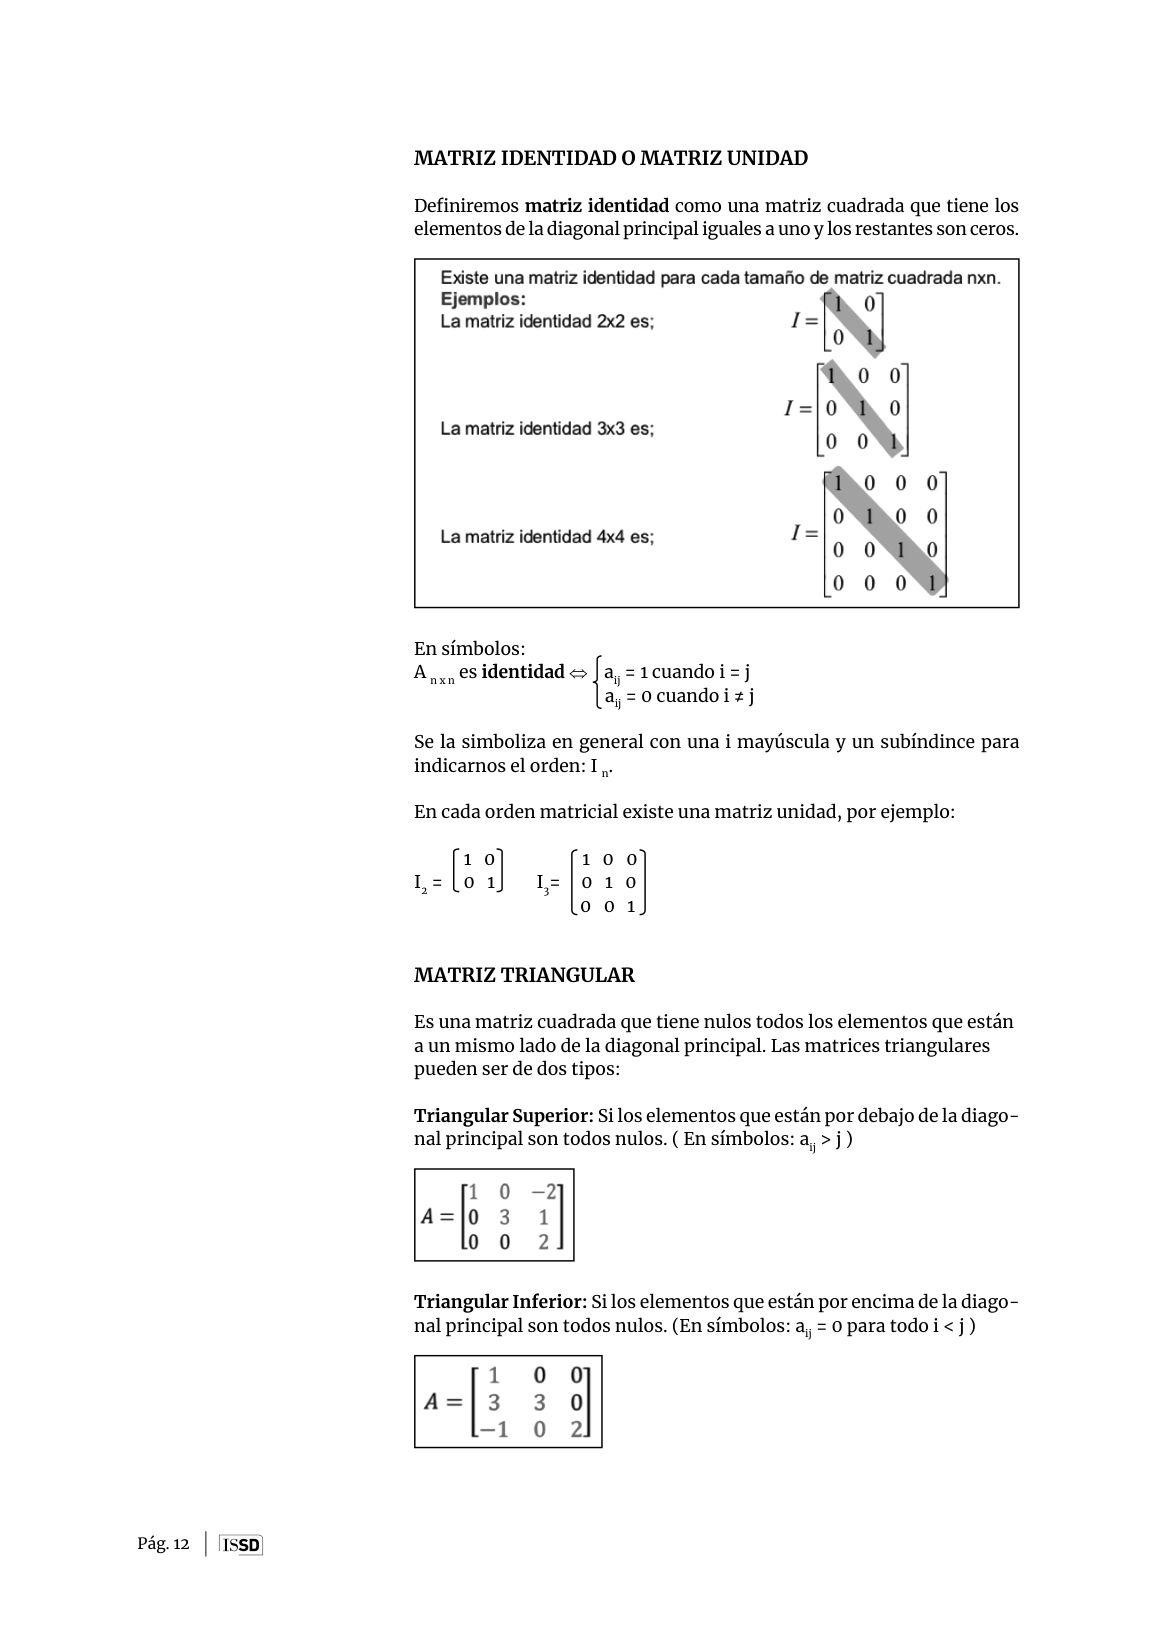 MATRIZ IDENTIDAD O MATRIZ UNIDAD
Definiremos matriz identidad como una matriz cuadrada que tiene los
elementos de la diagonal principal iguales a uno y los restantes son ceros.
Existe una matriz identidad para cada tamaño de matriz cuadrada nxn.
Ejemplos:
La matriz identidad 2x2 es;
I = [1 0
0 1]
La matriz identidad 3x3 es;
I = [1 0 0
0 1 0
0 0 1]
La matriz identidad 4x4 es;
I = [1 0 0 0
0 1 0 0
0 0 1 0
0 0 0 1]
En símbolos:
A n x n es identidad ⇔ { aij = 1 cuando i = j
aij = 0 cuando i ≠ j
Se la simboliza en general con una i mayúscula y un subíndince para
indicarnos el orden: I n.
En cada orden matricial existe una matriz unidad, por ejemplo:
I2 = [1 0
0 1]
I3= [1 0 0
0 1 0
0 0 1]
MATRIZ TRIANGULAR
Es una matriz cuadrada que tiene nulos todos los elementos que están
a un mismo lado de la diagonal principal. Las matrices triangulares
pueden ser de dos tipos:
Triangular Superior: Si los elementos que están por debajo de la diago-
nal principal son todos nulos. ( En símbolos: aij > j )
A = [1 0 −2
0 3 1
0 0 2]
Triangular Inferior: Si los elementos que están por encima de la diago-
nal principal son todos nulos. (En símbolos: aij = 0 para todo i < j )
A = [1 0 0
3 3 0
−1 0 2]
Pág. 12 | ISSD